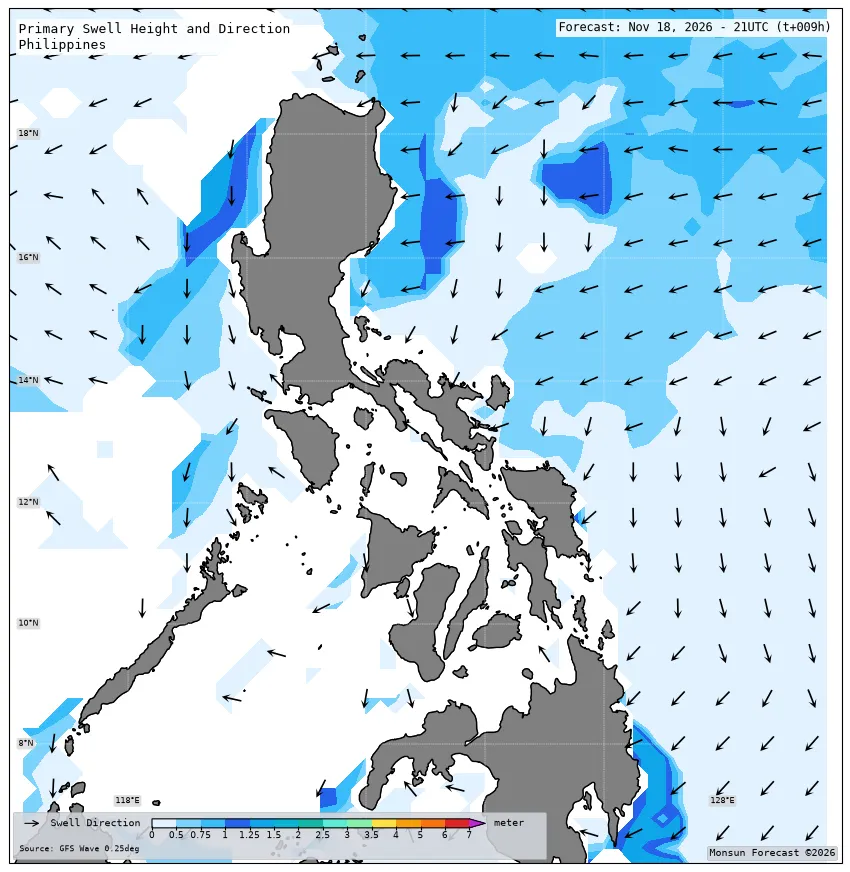 Primary Swell Height and Direction
Philippines
Forecast: Nov 18, 2026 - 21UTC (t+009h)
18°N
16°N
14°N
12°N
10°N
8°N
118°E
128°E
Swell Direction
0 0.5 0.75 1 1.25 1.5 2 2.5 3 3.5 4 5 6 7
meter
Source: GFS Wave 0.25deg
Monsun Forecast ©2026